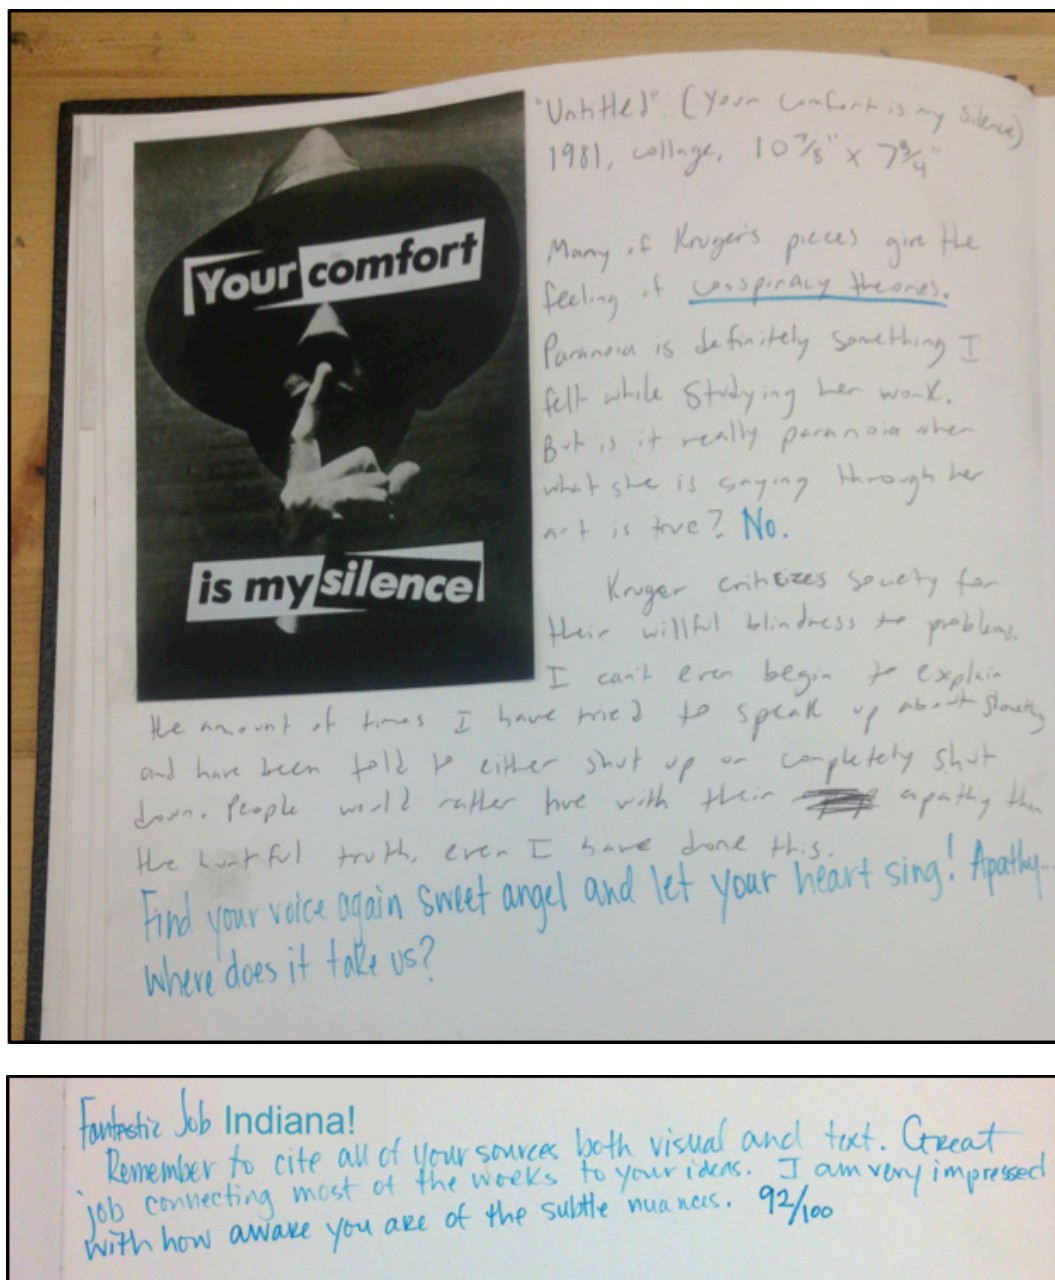 Your comfort
is my silence
"Untitled" (Your comfort is my silence)
1981, collage, 10 7/8" x 7 3/4"
Many of Kruger's pieces give the
feeling of conspiracy theories.
Paranoia is definitely something I
felt while studying her work.
But is it really paranoia when
what she is saying through her
art is true? No.
Kruger criticizes society for
their willful blindness to problems.
I can't even begin to explain
the amount of times I have tried to speak up about something
and have been told to either shut up or completely shut
down. People would rather live with their apathy than
the hurtful truth, even I have done this.
Find your voice again sweet angel and let your heart sing! Apathy...
where does it take us?
Fantastic Job Indiana!
Remember to cite all of your sources both visual and text. Great
job connecting most of the works to your ideas. I am very impressed
with how aware you are of the subtle nuances. 92/100